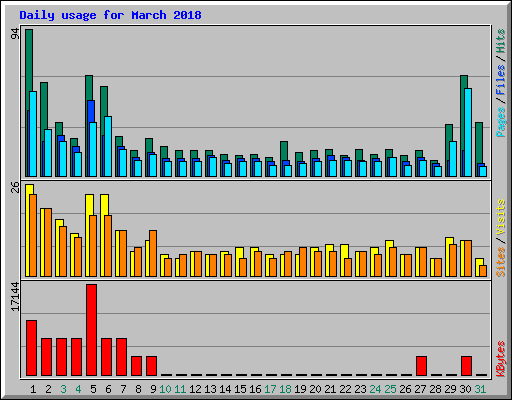 Daily usage for March 2018
94
Pages / Files / Hits
26
Sites / Visits
17144
KBytes
1 2 3 4 5 6 7 8 9 10 11 12 13 14 15 16 17 18 19 20 21 22 23 24 25 26 27 28 29 30 31